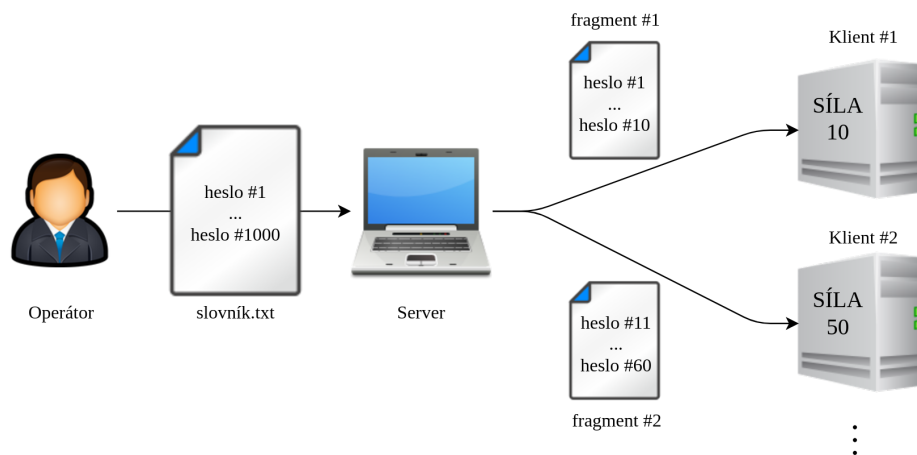 fragment #1
heslo #1
...
heslo #10
Klient #1
SÍLA
10
heslo #1
...
heslo #1000
Operátor
slovník.txt
Server
Klient #2
SÍLA
50
heslo #11
...
heslo #60
fragment #2